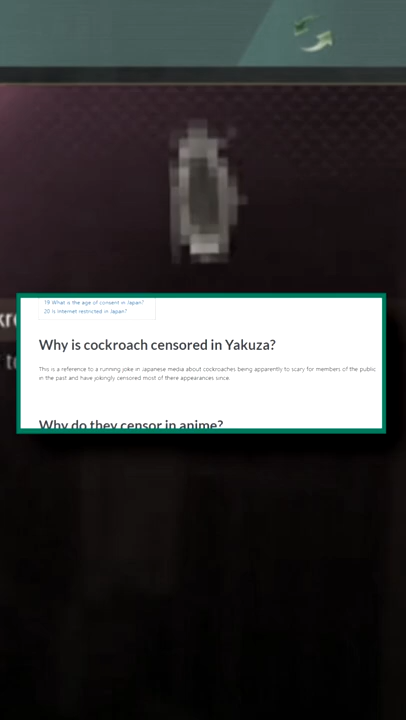 19 What is the age of consent in Japan?
20 Is Internet restricted in Japan?
Why is cockroach censored in Yakuza?
This is a reference to a running joke in Japanese media about cockroaches being apparently to scary for members of the public
in the past and have jokingly censored most of there appearances since.
Why do they censor in anime?